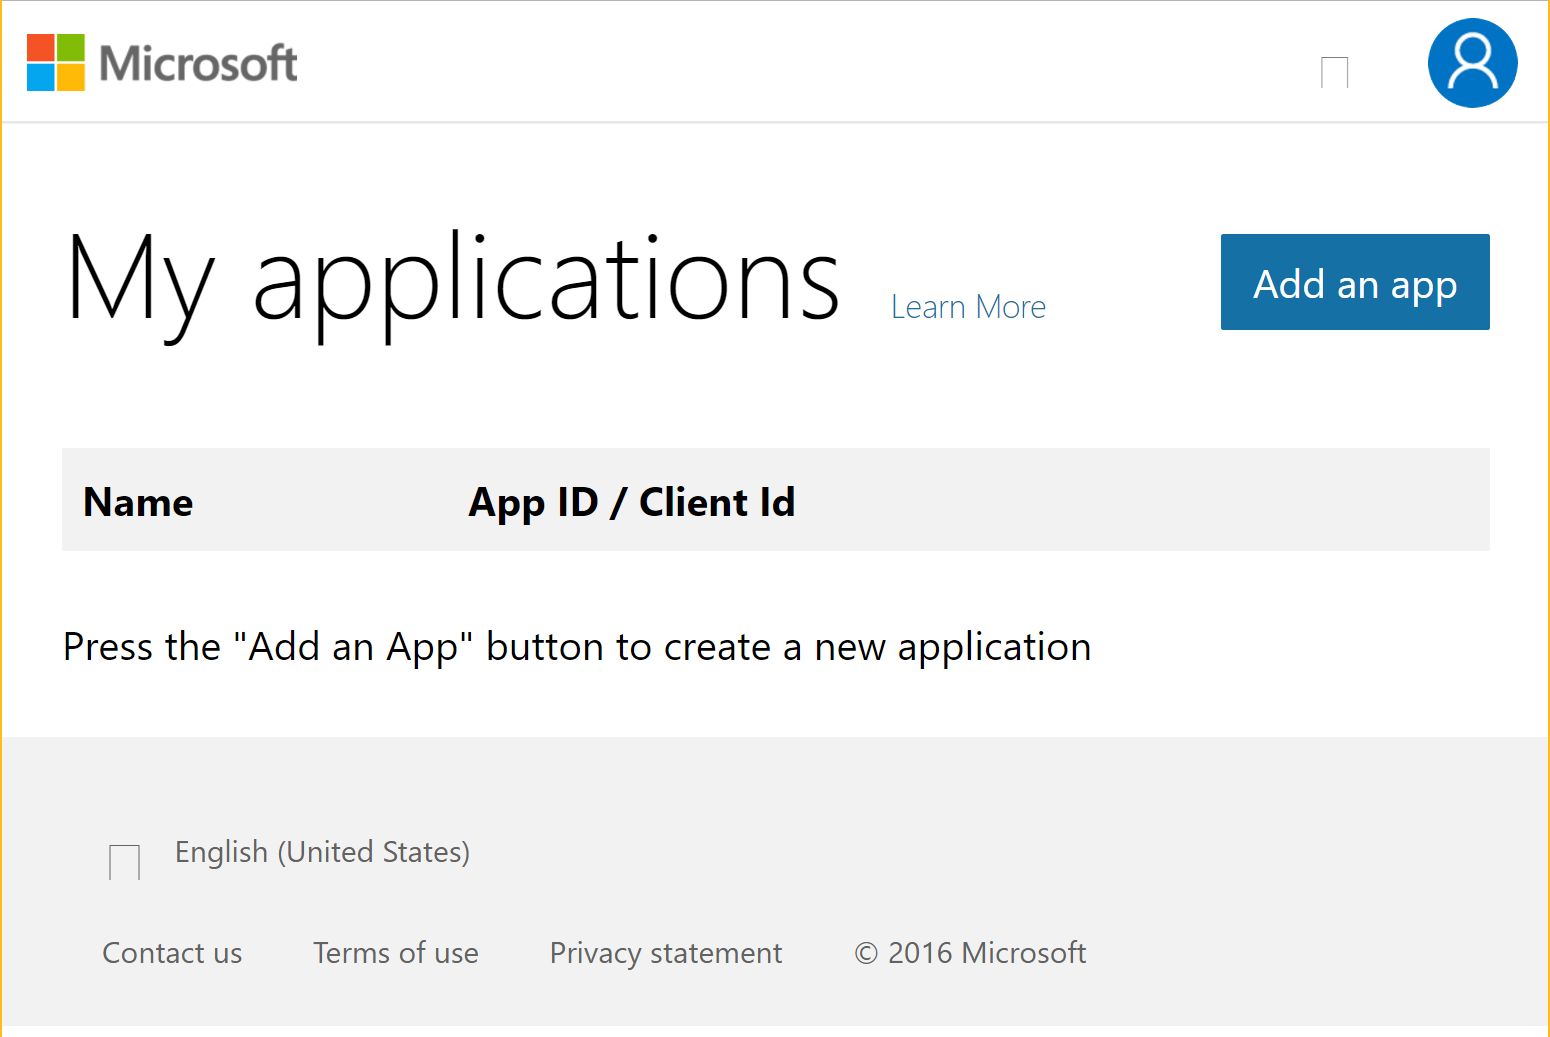 Microsoft
My applications
Learn More
Add an app
Name
App ID / Client Id
Press the "Add an App" button to create a new application
English (United States)
Contact us
Terms of use
Privacy statement
© 2016 Microsoft